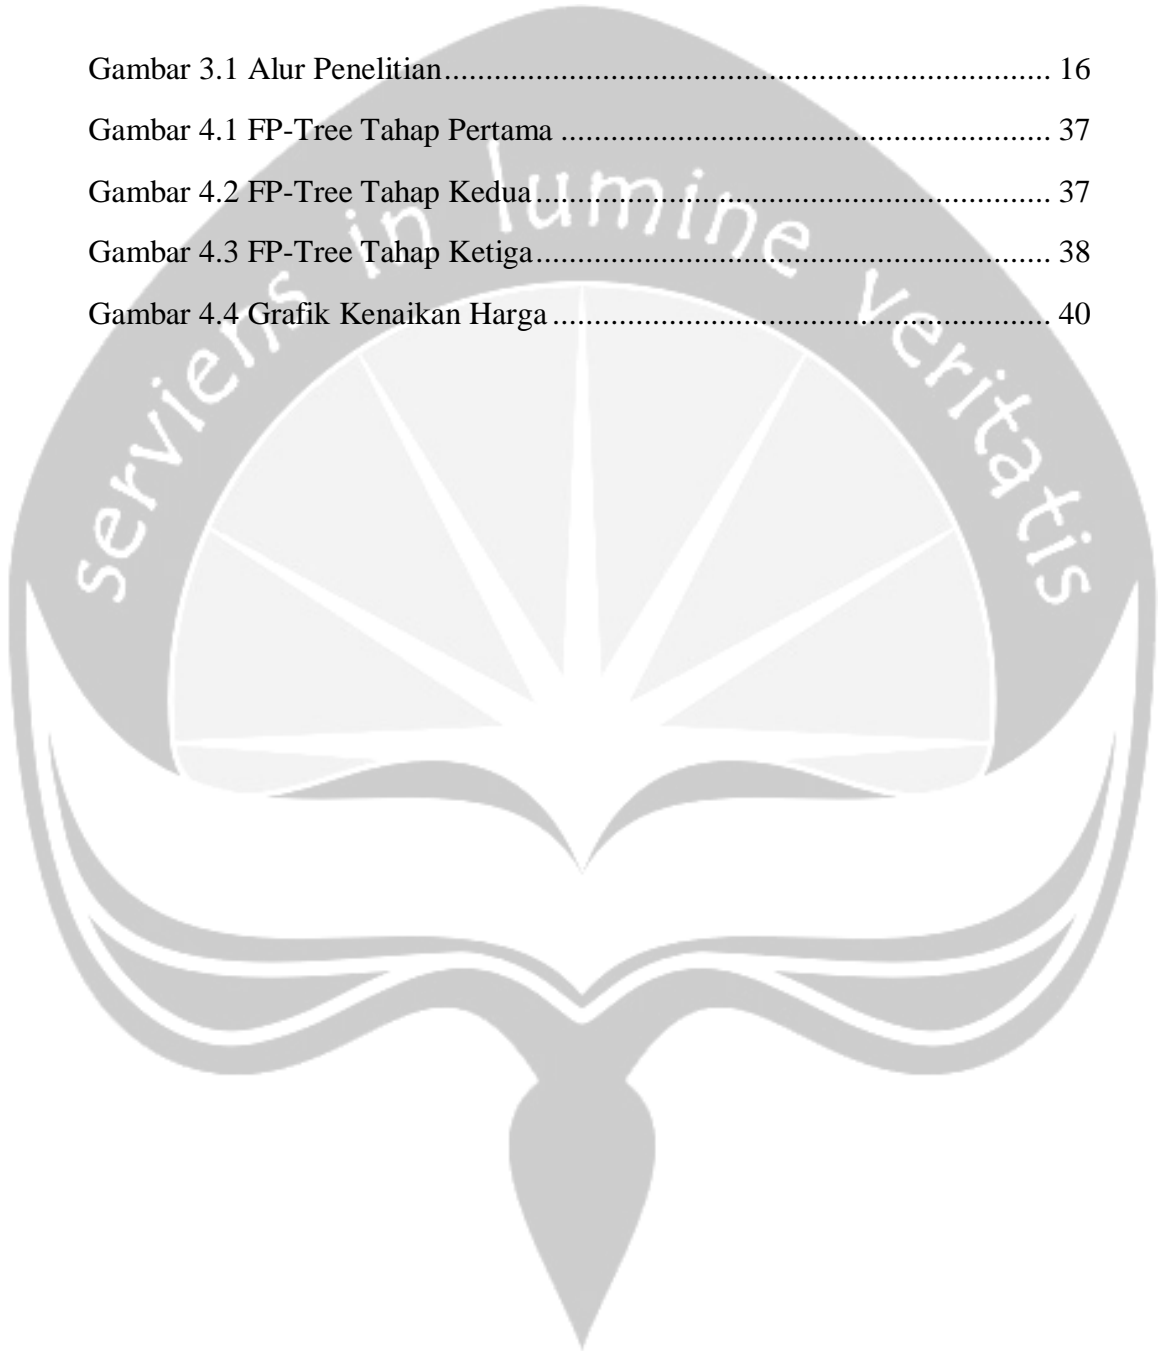 Gambar 3.1 Alur Penelitian............................................................................ 16
Gambar 4.1 FP-Tree Tahap Pertama ............................................................. 37
Gambar 4.2 FP-Tree Tahap Kedua................................................................ 37
Gambar 4.3 FP-Tree Tahap Ketiga................................................................ 38
Gambar 4.4 Grafik Kenaikan Harga .............................................................. 40
serviens in lumine veritatis